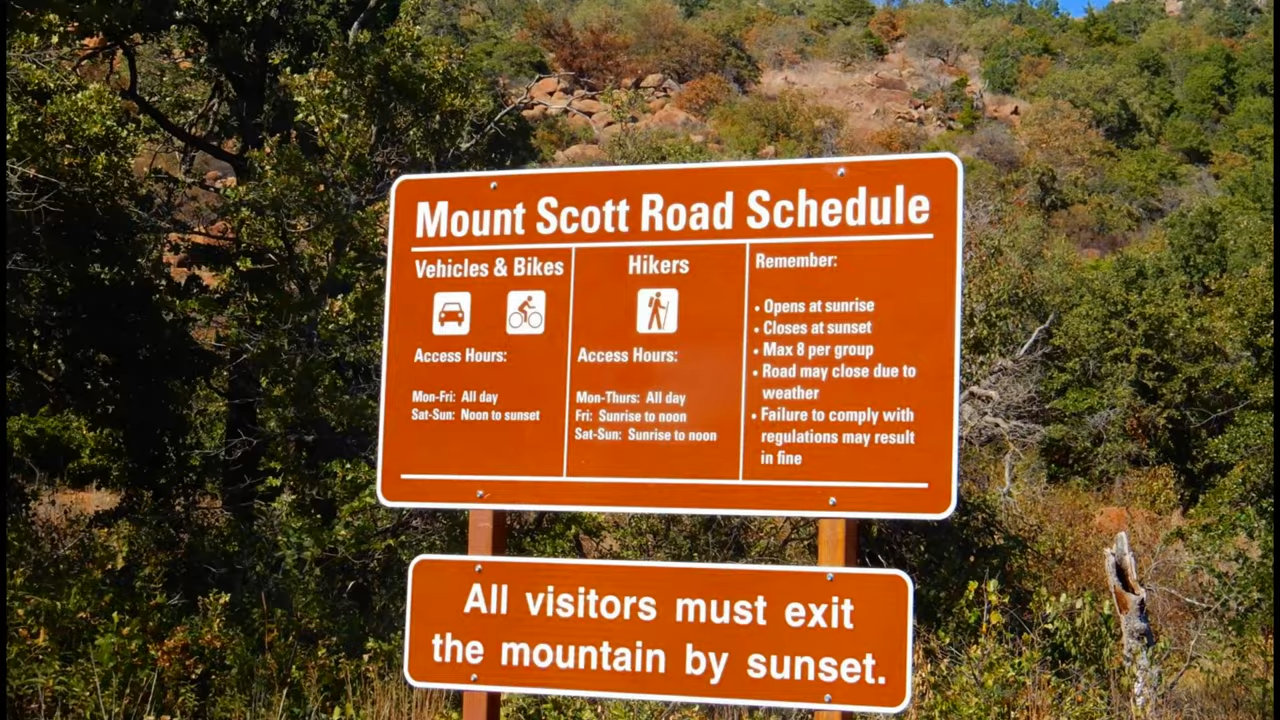 Mount Scott Road Schedule
Vehicles & Bikes
Access Hours:
Mon-Fri: All day
Sat-Sun: Noon to sunset
Hikers
Access Hours:
Mon-Thurs: All day
Fri: Sunrise to noon
Sat-Sun: Sunrise to noon
Remember:
• Opens at sunrise
• Closes at sunset
• Max 8 per group
• Road may close due to
weather
• Failure to comply with
regulations may result
in fine
All visitors must exit
the mountain by sunset.